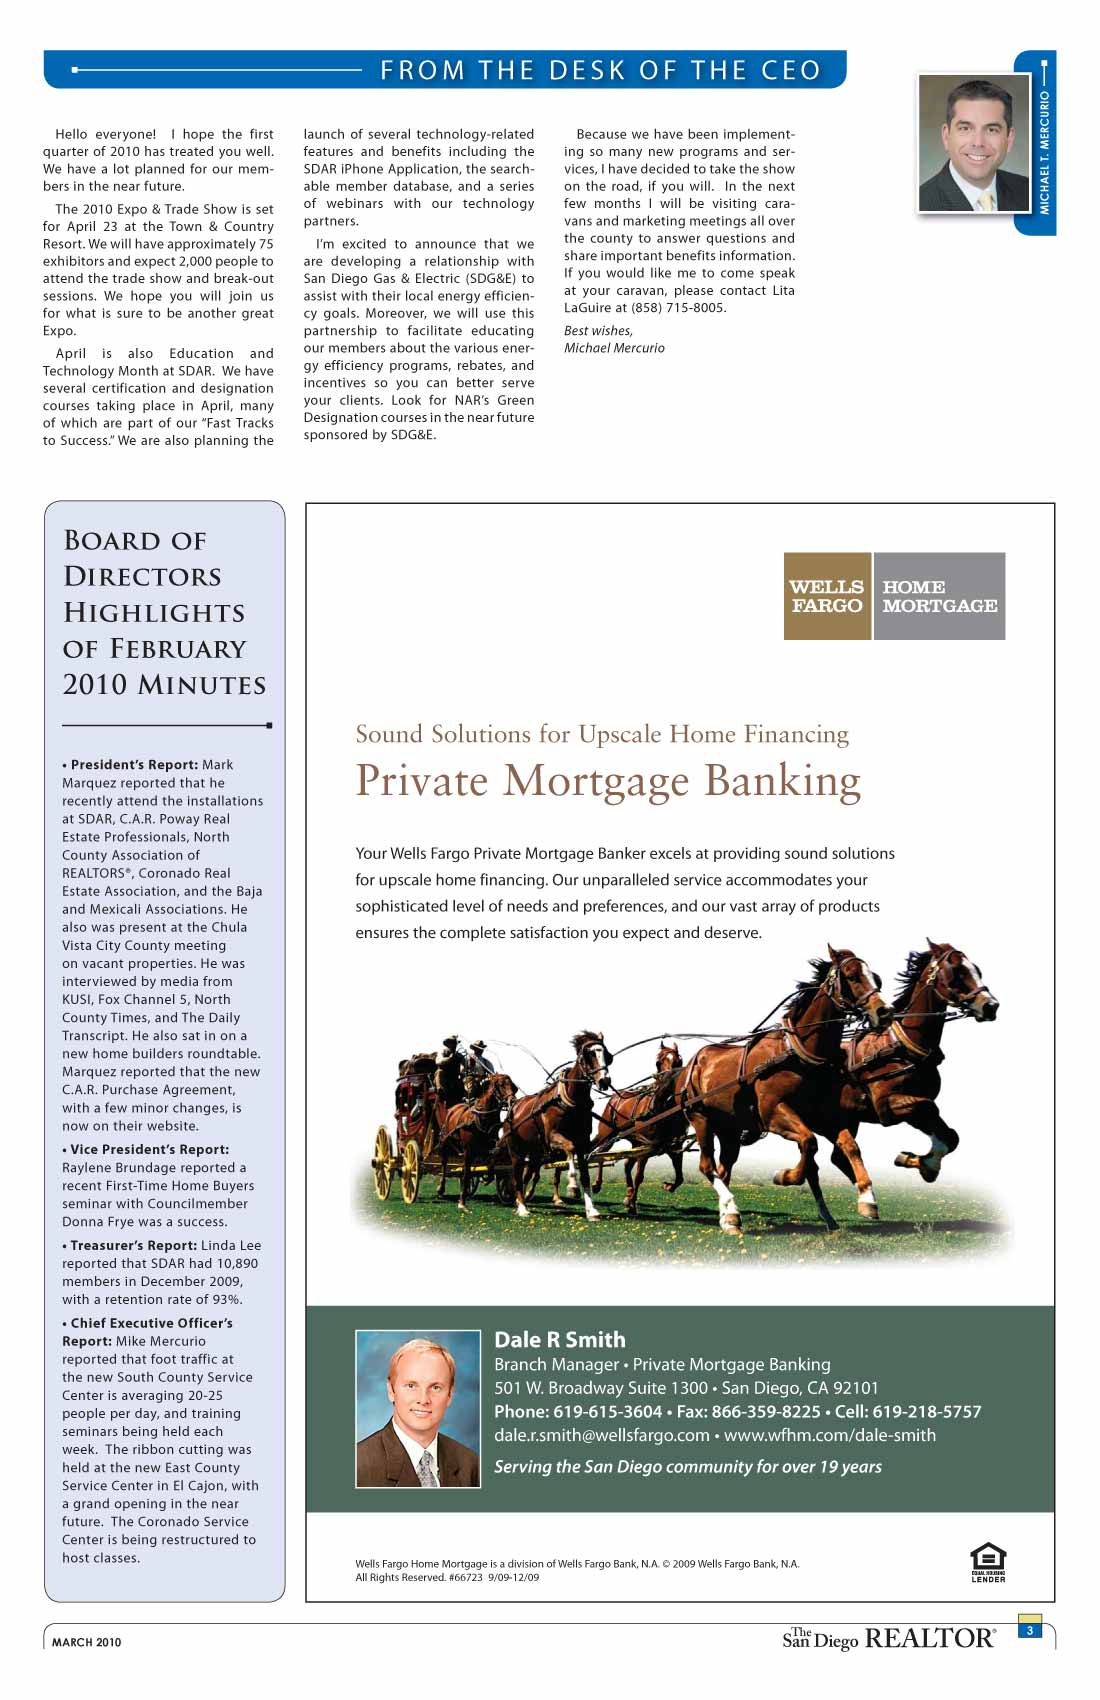 FROM THE DESK OF THE CEO
MICHAEL T. MERCURIO
Hello everyone!  I hope the first
quarter of 2010 has treated you well.
We have a lot planned for our mem-
bers in the near future.
The 2010 Expo & Trade Show is set
for April 23 at the Town & Country
Resort. We will have approximately 75
exhibitors and expect 2,000 people to
attend the trade show and break-out
sessions. We hope you will join us
for what is sure to be another great
Expo.
April is also Education and
Technology Month at SDAR.  We have
several certification and designation
courses taking place in April, many
of which are part of our “Fast Tracks
to Success.” We are also planning the
launch of several technology-related
features and benefits including the
SDAR iPhone Application, the search-
able member database, and a series
of webinars with our technology
partners.
I’m excited to announce that we
are developing a relationship with
San Diego Gas & Electric (SDG&E) to
assist with their local energy efficien-
cy goals. Moreover, we will use this
partnership to facilitate educating
our members about the various ener-
gy efficiency programs, rebates, and
incentives so you can better serve
your clients. Look for NAR’s Green
Designation courses in the near future
sponsored by SDG&E.
Because we have been implement-
ing so many new programs and ser-
vices, I have decided to take the show
on the road, if you will.  In the next
few months I will be visiting cara-
vans and marketing meetings all over
the county to answer questions and
share important benefits information.
If you would like me to come speak
at your caravan, please contact Lita
LaGuire at (858) 715-8005.
Best wishes,
Michael Mercurio
BOARD OF
DIRECTORS
HIGHLIGHTS
OF FEBRUARY
2010 MINUTES
• President’s Report: Mark
Marquez reported that he
recently attend the installations
at SDAR, C.A.R. Poway Real
Estate Professionals, North
County Association of
REALTORS®, Coronado Real
Estate Association, and the Baja
and Mexicali Associations. He
also was present at the Chula
Vista City County meeting
on vacant properties. He was
interviewed by media from
KUSI, Fox Channel 5, North
County Times, and The Daily
Transcript. He also sat in on a
new home builders roundtable.
Marquez reported that the new
C.A.R. Purchase Agreement,
with a few minor changes, is
now on their website.
• Vice President’s Report:
Raylene Brundage reported a
recent First-Time Home Buyers
seminar with Councilmember
Donna Frye was a success.
• Treasurer’s Report: Linda Lee
reported that SDAR had 10,890
members in December 2009,
with a retention rate of 93%.
• Chief Executive Officer’s
Report: Mike Mercurio
reported that foot traffic at
the new South County Service
Center is averaging 20-25
people per day, and training
seminars being held each
week.  The ribbon cutting was
held at the new East County
Service Center in El Cajon, with
a grand opening in the near
future.  The Coronado Service
Center is being restructured to
host classes.
WELLS
FARGO
HOME
MORTGAGE
Sound Solutions for Upscale Home Financing
Private Mortgage Banking
Your Wells Fargo Private Mortgage Banker excels at providing sound solutions
for upscale home financing. Our unparalleled service accommodates your
sophisticated level of needs and preferences, and our vast array of products
ensures the complete satisfaction you expect and deserve.
Dale R Smith
Branch Manager • Private Mortgage Banking
501 W. Broadway Suite 1300 • San Diego, CA 92101
Phone: 619-615-3604 • Fax: 866-359-8225 • Cell: 619-218-5757
dale.r.smith@wellsfargo.com • www.wfhm.com/dale-smith
Serving the San Diego community for over 19 years
Wells Fargo Home Mortgage is a division of Wells Fargo Bank, N.A. © 2009 Wells Fargo Bank, N.A.
All Rights Reserved. #66723  9/09-12/09
EQUAL HOUSING
LENDER
MARCH 2010
The San Diego REALTOR®
3